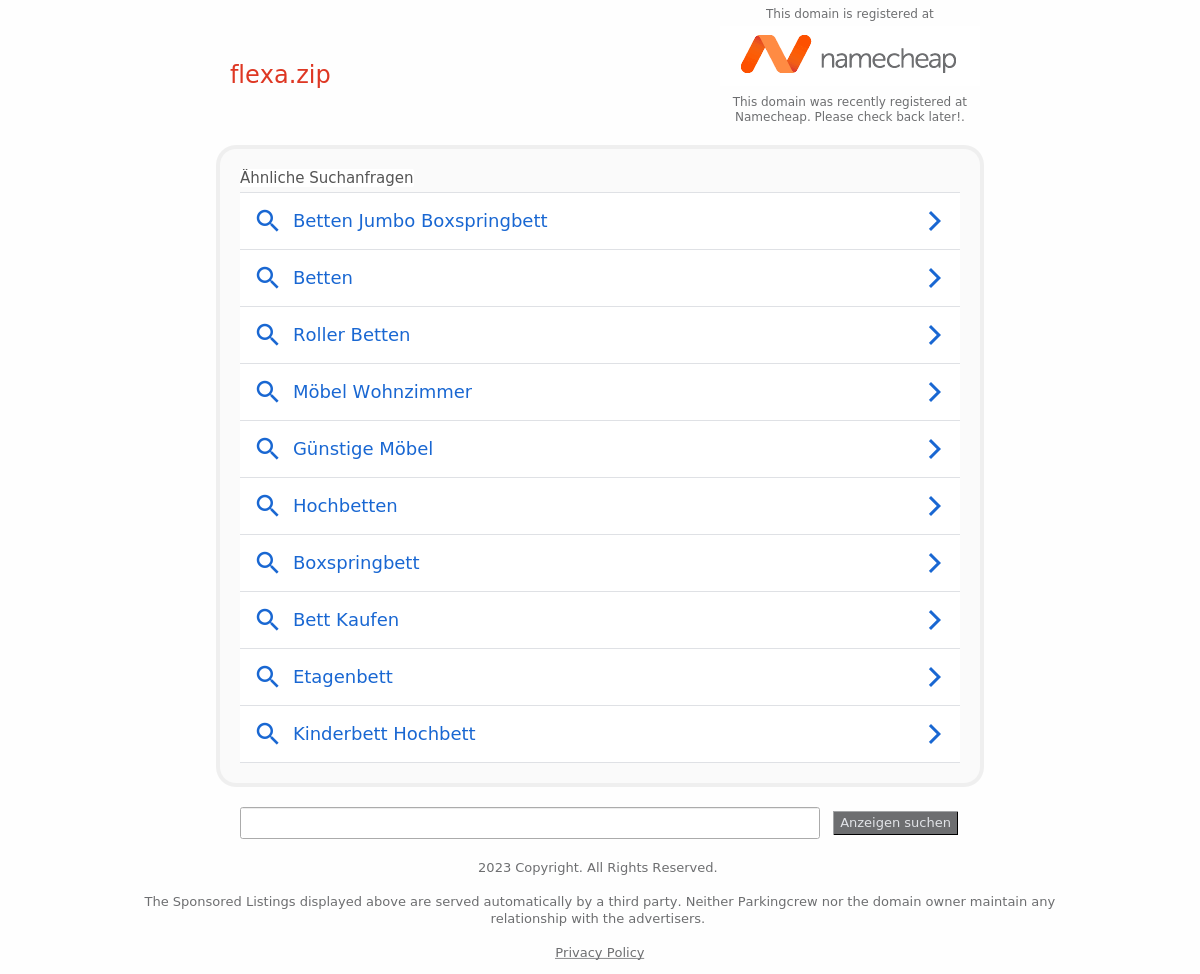 This domain is registered at
namecheap
flexa.zip
This domain was recently registered at
Namecheap. Please check back later!.
Ähnliche Suchanfragen
Betten Jumbo Boxspringbett
Betten
Roller Betten
Möbel Wohnzimmer
Günstige Möbel
Hochbetten
Boxspringbett
Bett Kaufen
Etagenbett
Kinderbett Hochbett
Anzeigen suchen
2023 Copyright. All Rights Reserved.
The Sponsored Listings displayed above are served automatically by a third party. Neither Parkingcrew nor the domain owner maintain any
relationship with the advertisers.
Privacy Policy